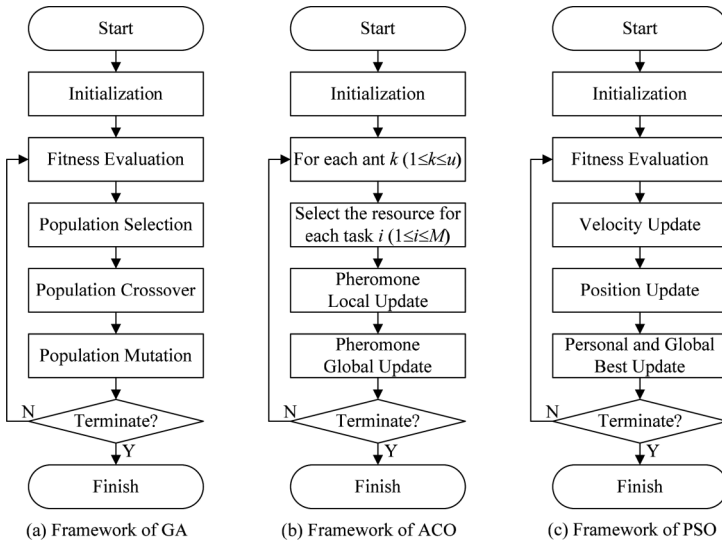 Start
Initialization
Fitness Evaluation
Population Selection
Population Crossover
Population Mutation
N
Terminate?
Y
Finish
(a) Framework of GA
Start
Initialization
For each ant k (1≤k≤u)
Select the resource for
each task i (1≤i≤M)
Pheromone
Local Update
Pheromone
Global Update
N
Terminate?
Y
Finish
(b) Framework of ACO
Start
Initialization
Fitness Evaluation
Velocity Update
Position Update
Personal and Global
Best Update
N
Terminate?
Y
Finish
(c) Framework of PSO